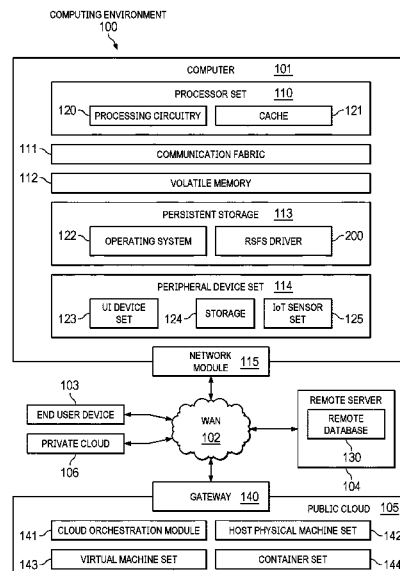 COMPUTING ENVIRONMENT
100
COMPUTER 101
PROCESSOR SET 110
120 PROCESSING CIRCUITRY CACHE 121
111 COMMUNICATION FABRIC
112 VOLATILE MEMORY
PERSISTENT STORAGE 113
122 OPERATING SYSTEM RSFS DRIVER 200
PERIPHERAL DEVICE SET 114
123 UI DEVICE SET 124 STORAGE IoT SENSOR SET 125
NETWORK MODULE 115
103
END USER DEVICE
PRIVATE CLOUD
106
WAN
102
REMOTE SERVER
REMOTE DATABASE
130
104
GATEWAY 140
PUBLIC CLOUD 105
141 CLOUD ORCHESTRATION MODULE HOST PHYSICAL MACHINE SET 142
143 VIRTUAL MACHINE SET CONTAINER SET 144